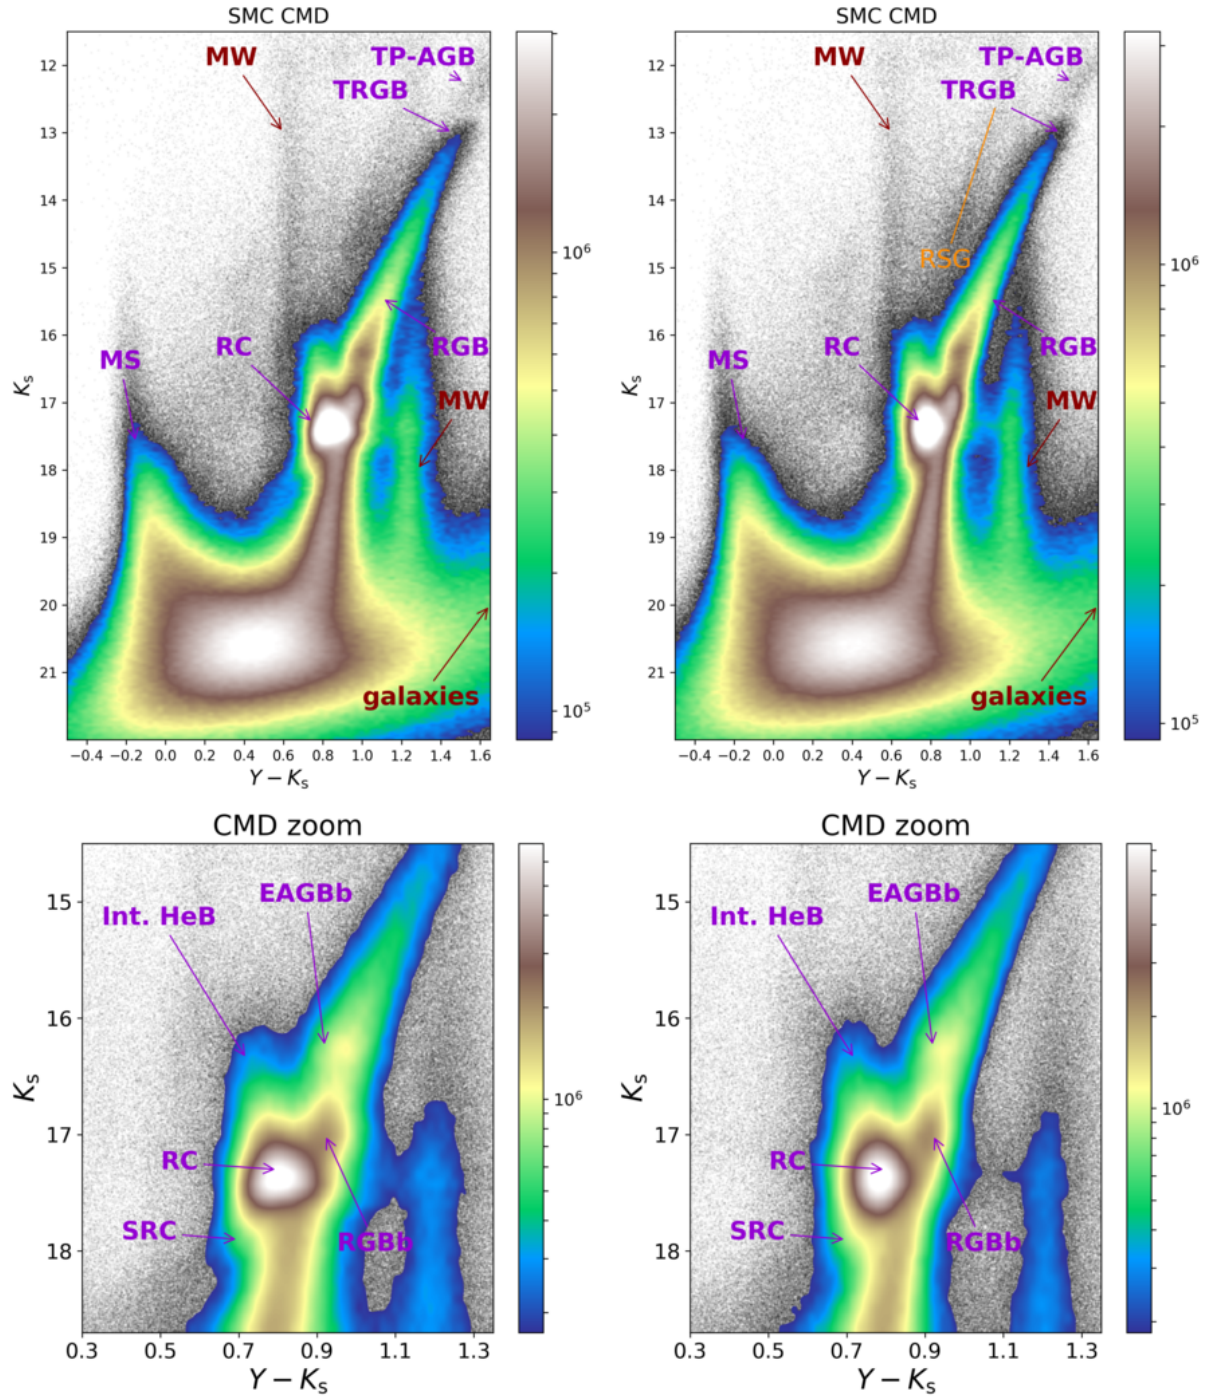 SMC CMD
MW
TP-AGB
TRGB
MS
RC
RGB
MW
galaxies
12
13
14
15
16
17
18
19
20
21
Ks
−0.4 −0.2 0.0 0.2 0.4 0.6 0.8 1.0 1.2 1.4 1.6
Y − Ks
10⁶
10⁵
SMC CMD
MW
TP-AGB
TRGB
RSG
MS
RC
RGB
MW
galaxies
12
13
14
15
16
17
18
19
20
21
Ks
−0.4 −0.2 0.0 0.2 0.4 0.6 0.8 1.0 1.2 1.4 1.6
Y − Ks
10⁶
10⁵
CMD zoom
EAGBb
Int. HeB
RC
SRC
RGBb
15
16
17
18
Ks
0.3 0.5 0.7 0.9 1.1 1.3
Y − Ks
10⁶
CMD zoom
EAGBb
Int. HeB
RC
SRC
RGBb
15
16
17
18
Ks
0.3 0.5 0.7 0.9 1.1 1.3
Y − Ks
10⁶